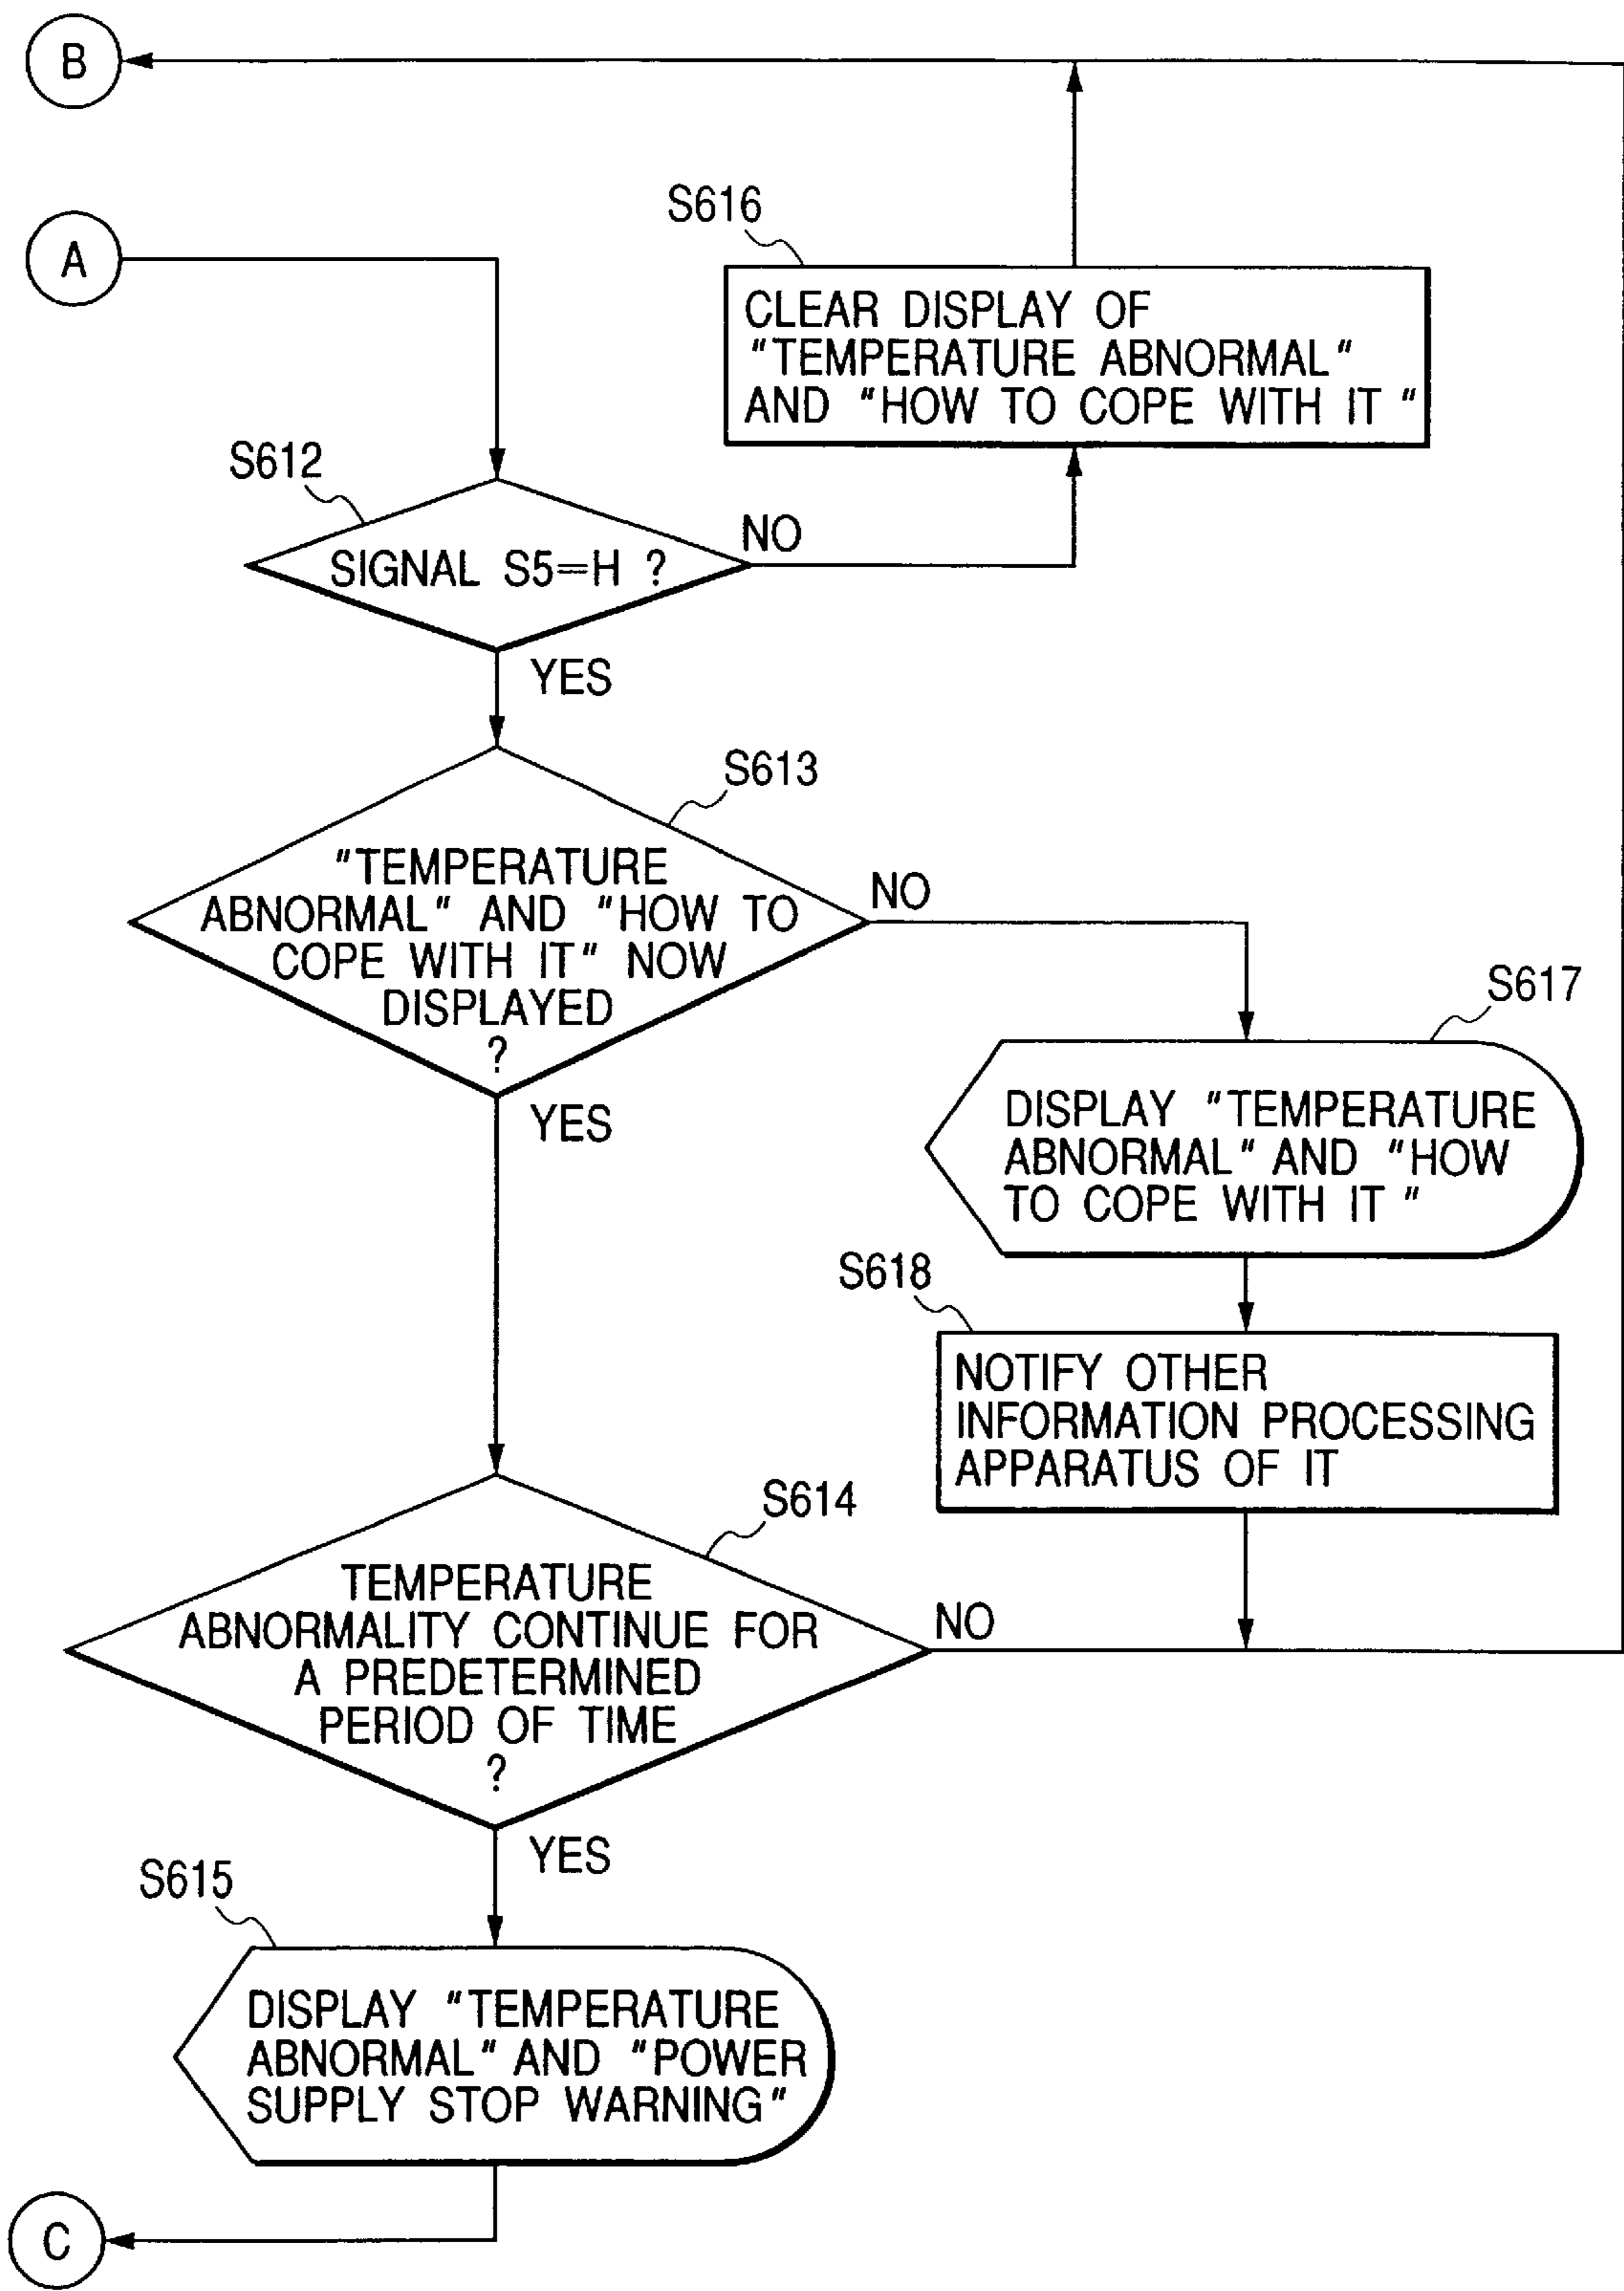 B
A
S616
CLEAR DISPLAY OF
"TEMPERATURE ABNORMAL"
AND "HOW TO COPE WITH IT"
S612
SIGNAL S5=H ?
NO
YES
S613
"TEMPERATURE
ABNORMAL" AND "HOW TO
COPE WITH IT" NOW
DISPLAYED
?
NO
YES
S617
DISPLAY "TEMPERATURE
ABNORMAL" AND "HOW
TO COPE WITH IT"
S618
NOTIFY OTHER
INFORMATION PROCESSING
APPARATUS OF IT
S614
TEMPERATURE
ABNORMALITY CONTINUE FOR
A PREDETERMINED
PERIOD OF TIME
?
NO
YES
S615
DISPLAY "TEMPERATURE
ABNORMAL" AND "POWER
SUPPLY STOP WARNING"
C